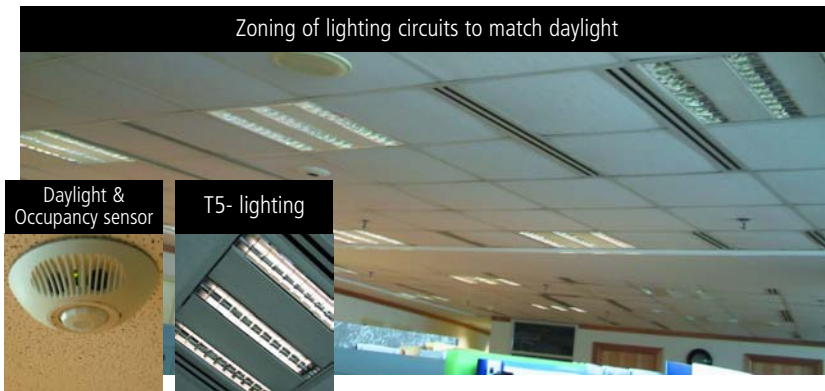 Zoning of lighting circuits to match daylight
Daylight &
Occupancy sensor
T5- lighting